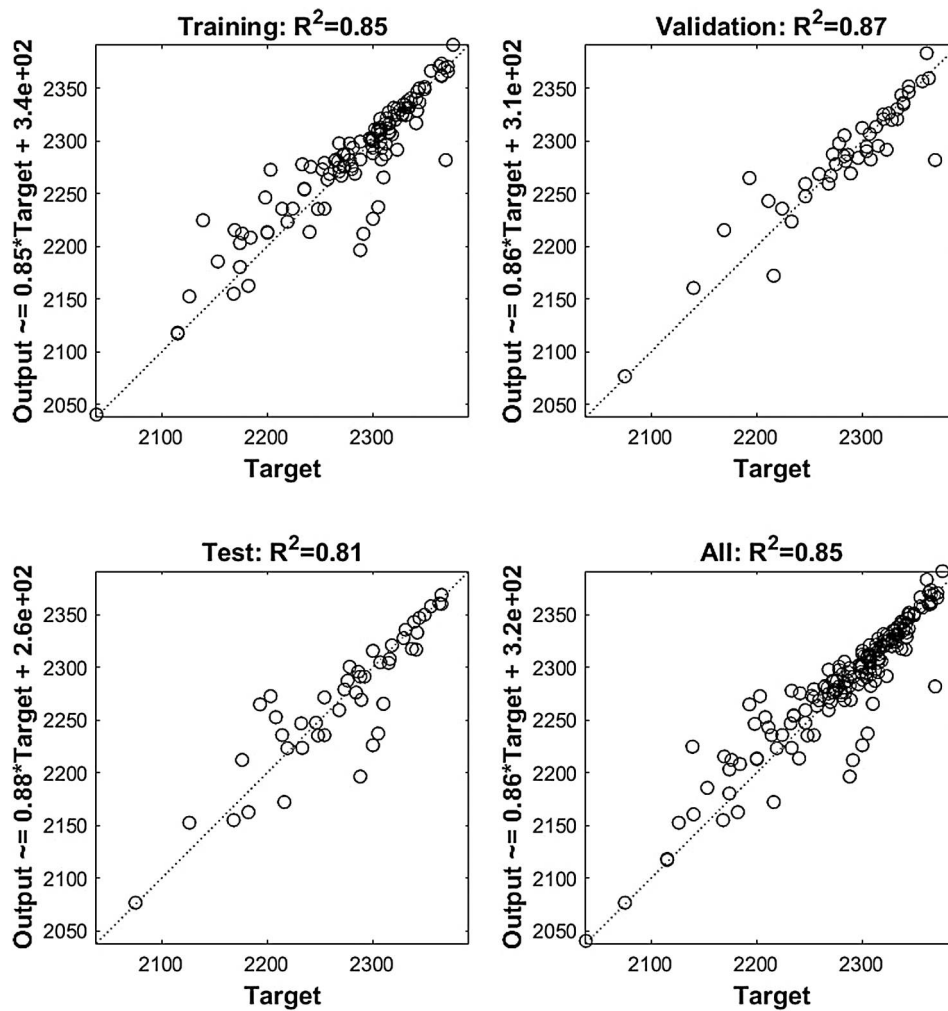 Training: R²=0.85
Output ~= 0.85*Target + 3.4e+02
2350
2300
2250
2200
2150
2100
2050
2100 2200 2300
Target
Validation: R²=0.87
Output ~= 0.86*Target + 3.1e+02
2350
2300
2250
2200
2150
2100
2050
2100 2200 2300
Target
Test: R²=0.81
Output ~= 0.88*Target + 2.6e+02
2350
2300
2250
2200
2150
2100
2050
2100 2200 2300
Target
All: R²=0.85
Output ~= 0.86*Target + 3.2e+02
2350
2300
2250
2200
2150
2100
2050
2100 2200 2300
Target